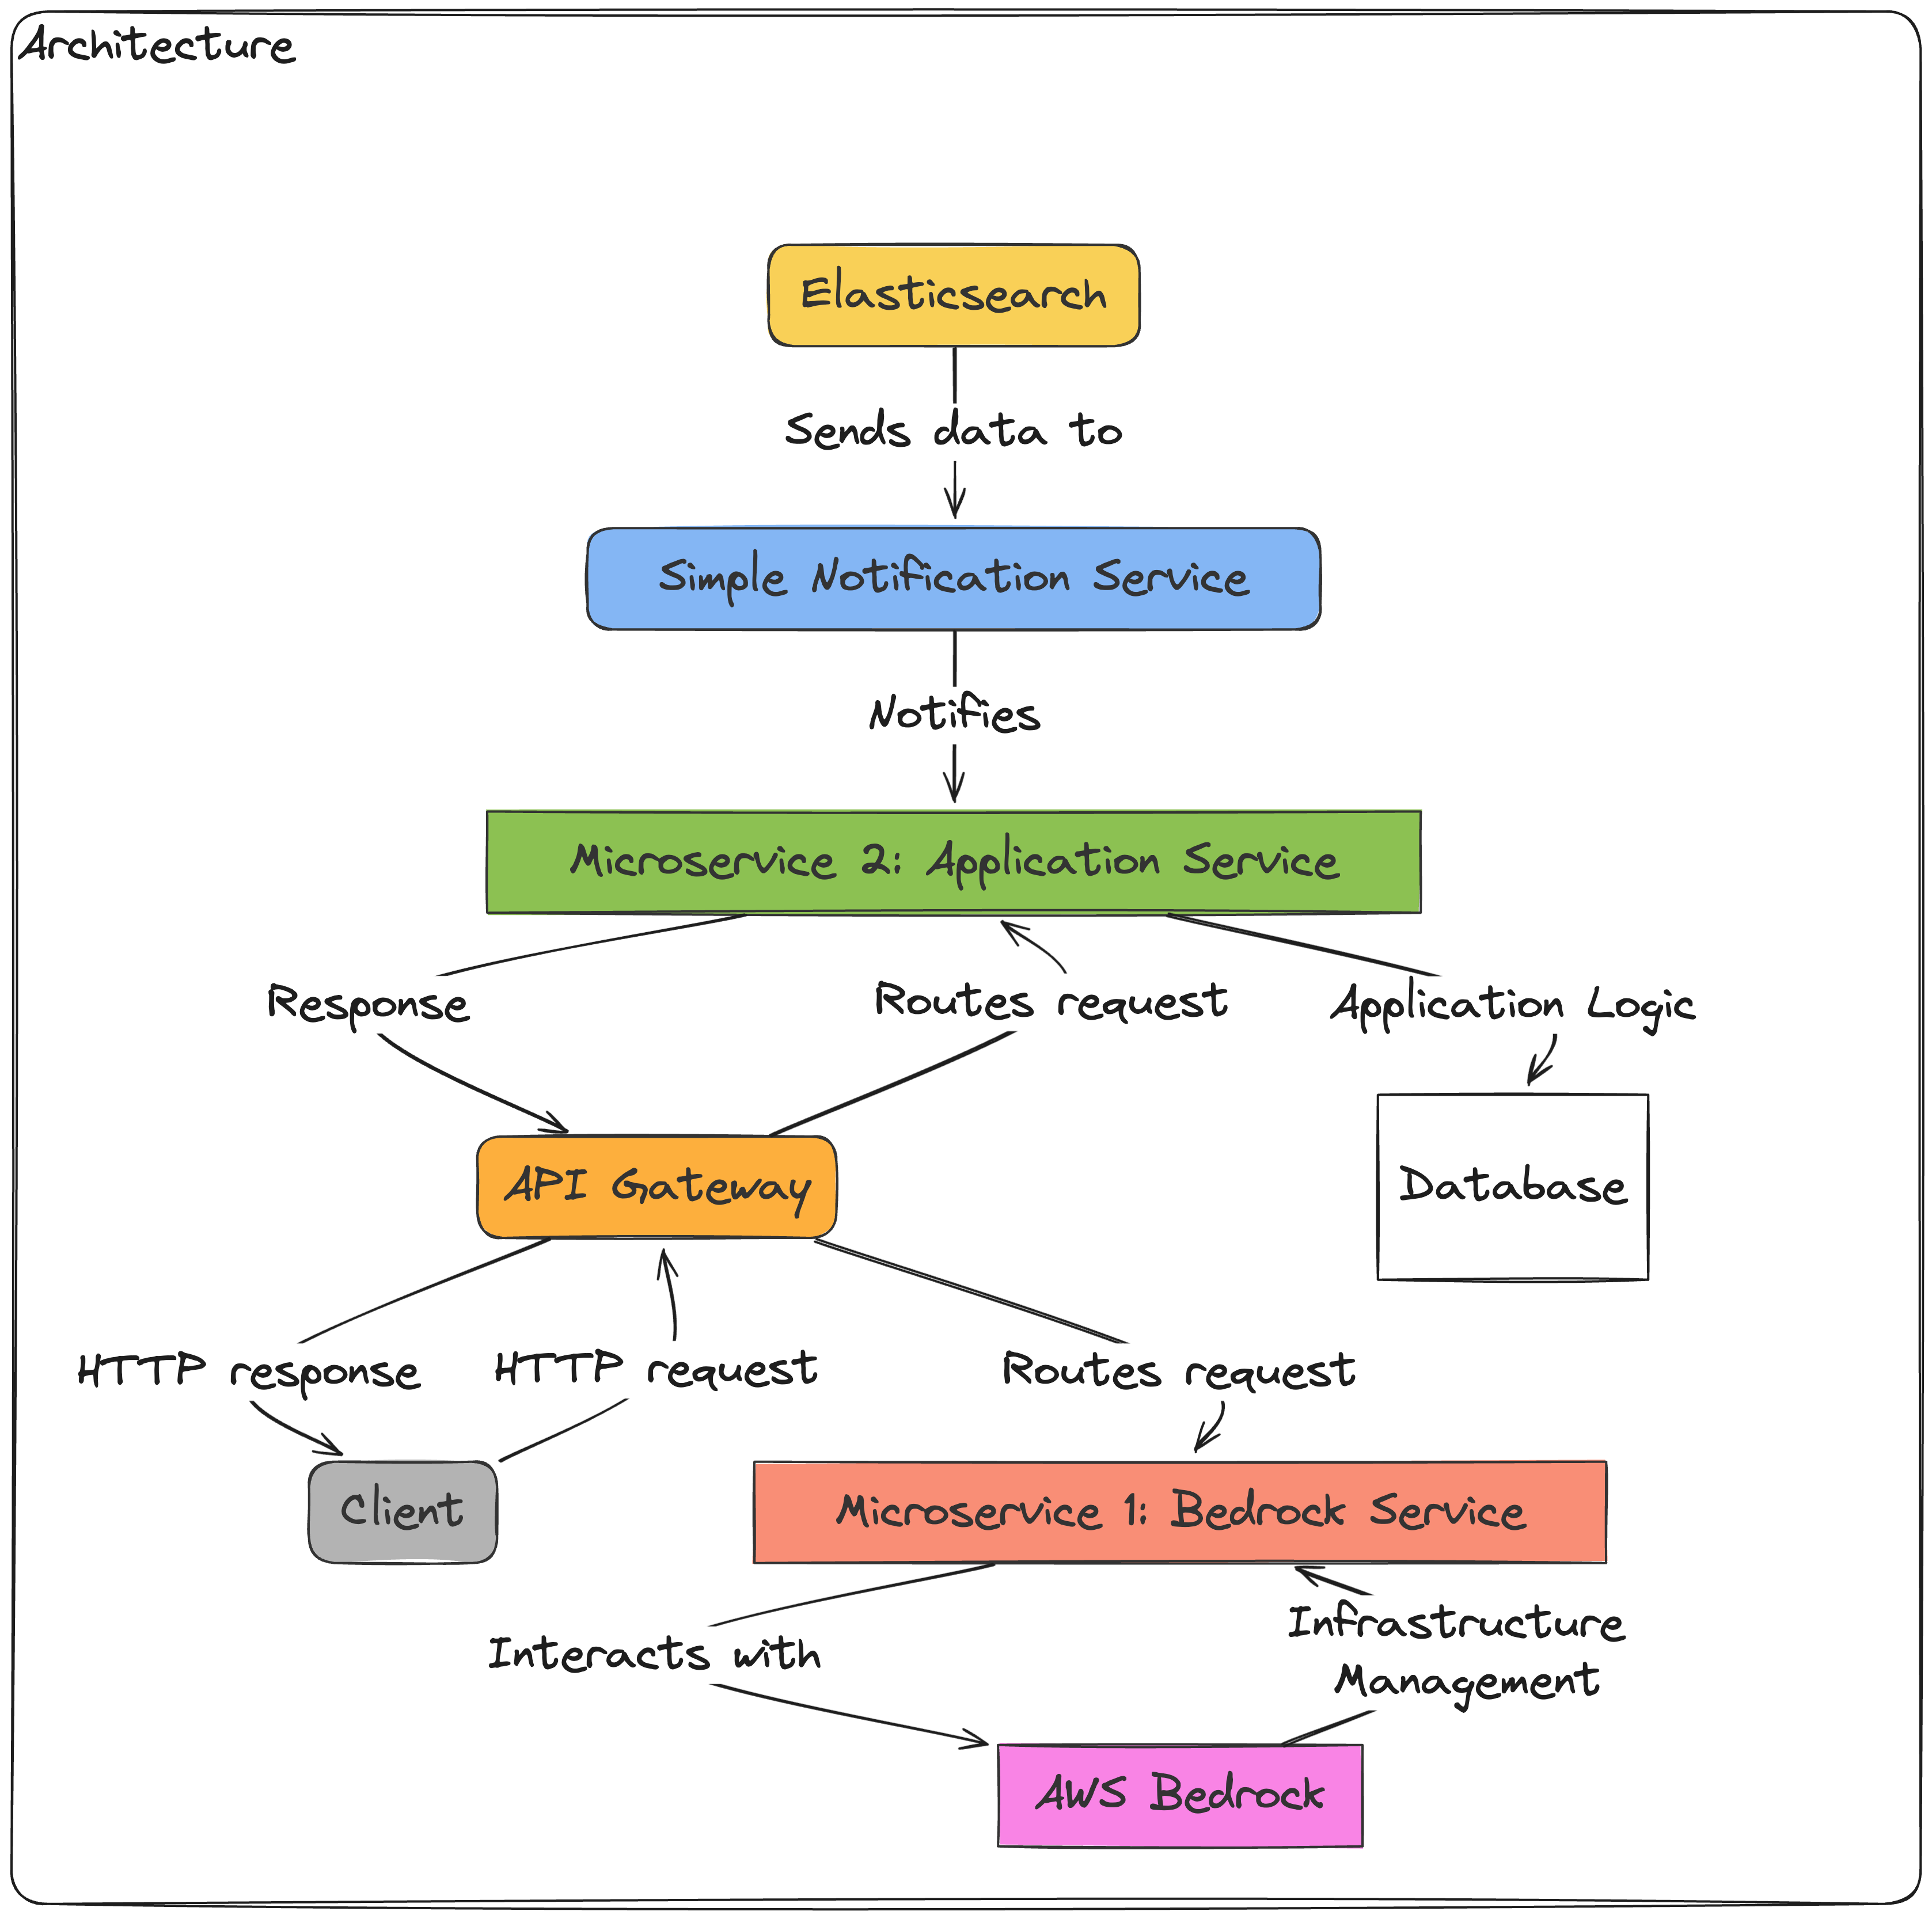 Architecture
Elasticsearch
Sends data to
Simple Notification Service
Notifies
Microservice 2: Application Service
Response
Routes request
Application Logic
API Gateway
Database
HTTP response
HTTP request
Routes request
Client
Microservice 1: Bedrock Service
Interacts with
Infrastructure
Management
AWS Bedrock